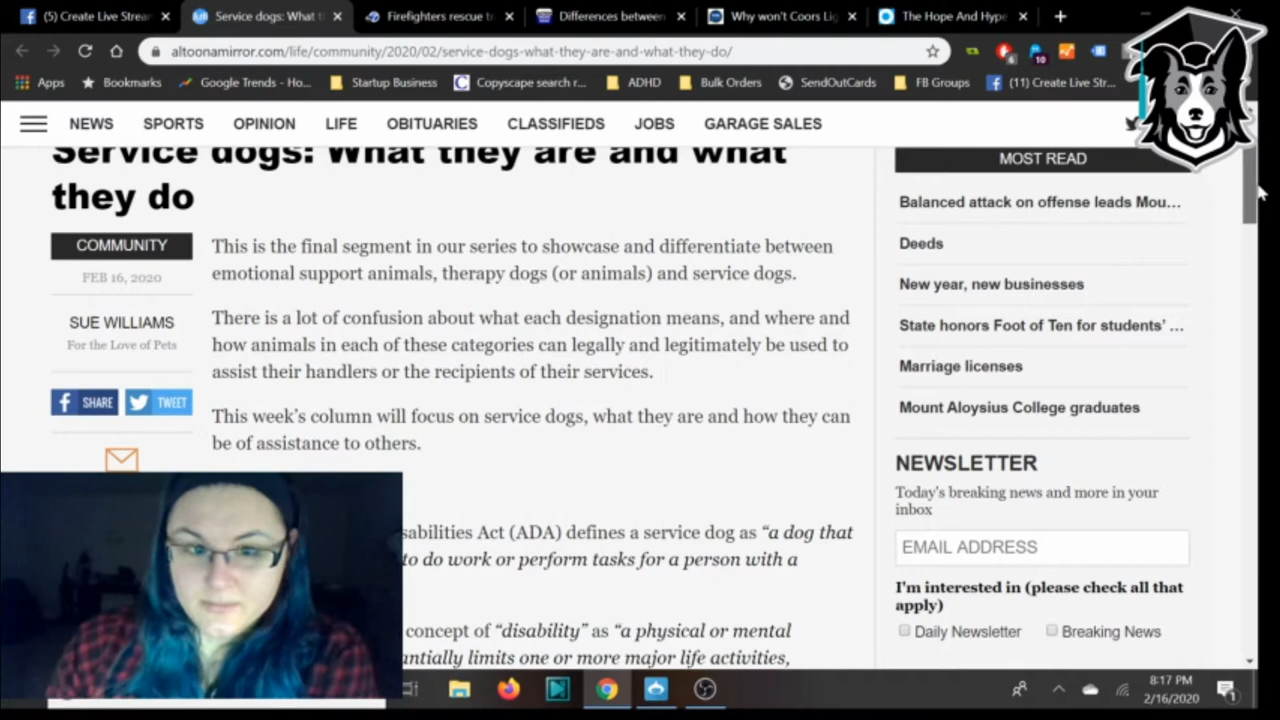 (5) Create Live Strea
Service dogs: What t
Firefighters rescue t
Differences between
Why won't Coors Lig
The Hope And Hype
altoonamirror.com/life/community/2020/02/service-dogs-what-they-are-and-what-they-do/
6
10
Apps
Bookmarks
Google Trends - Ho...
Startup Business
Copyscape search r...
ADHD
Bulk Orders
SendOutCards
FB Groups
(11) Create Live Str...
NEWS SPORTS OPINION LIFE OBITUARIES CLASSIFIEDS JOBS GARAGE SALES
Service dogs: What they are and what
they do
COMMUNITY
FEB 16, 2020
SUE WILLIAMS
For the Love of Pets
SHARE
TWEET
This is the final segment in our series to showcase and differentiate between
emotional support animals, therapy dogs (or animals) and service dogs.
There is a lot of confusion about what each designation means, and where and
how animals in each of these categories can legally and legitimately be used to
assist their handlers or the recipients of their services.
This week's column will focus on service dogs, what they are and how they can
be of assistance to others.
sabilities Act (ADA) defines a service dog as “a dog that
to do work or perform tasks for a person with a
concept of “disability” as “a physical or mental
antially limits one or more major life activities,
MOST READ
Balanced attack on offense leads Mou...
Deeds
New year, new businesses
State honors Foot of Ten for students' ...
Marriage licenses
Mount Aloysius College graduates
NEWSLETTER
Today's breaking news and more in your
inbox
EMAIL ADDRESS
I'm interested in (please check all that
apply)
Daily Newsletter
Breaking News
8:17 PM
2/16/2020
1